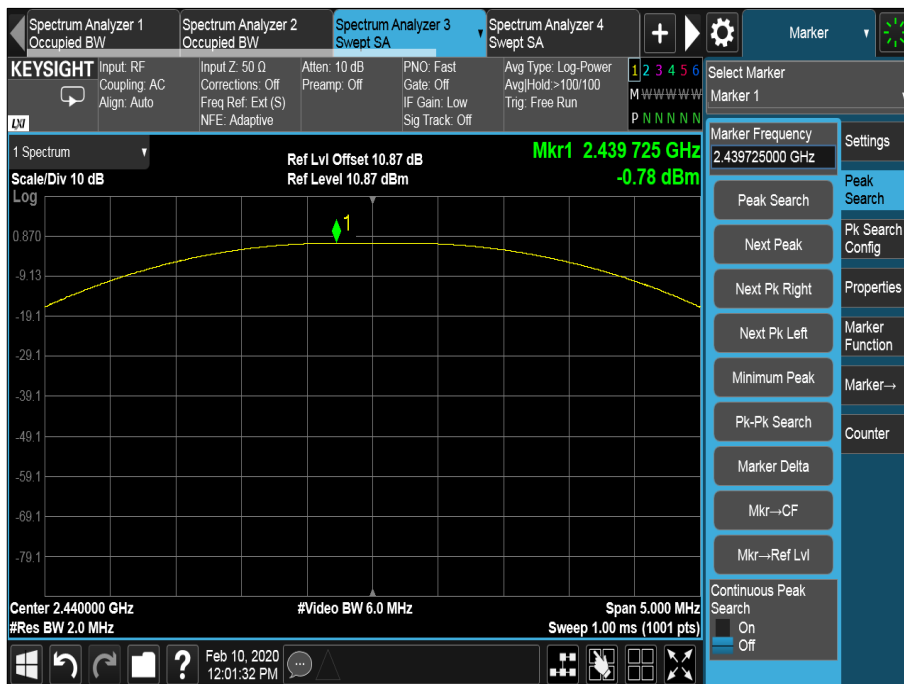 Spectrum Analyzer 1
Occupied BW
Spectrum Analyzer 2
Occupied BW
Spectrum Analyzer 3
Swept SA
Spectrum Analyzer 4
Swept SA
Marker
KEYSIGHT
LXI
Input: RF
Coupling: AC
Align: Auto
Input Z: 50 Ω
Corrections: Off
Freq Ref: Ext (S)
NFE: Adaptive
Atten: 10 dB
Preamp: Off
PNO: Fast
Gate: Off
IF Gain: Low
Sig Track: Off
Avg Type: Log-Power
Avg|Hold:>100/100
Trig: Free Run
1 2 3 4 5 6
M W W W W W
P N N N N N
Select Marker
Marker 1
1 Spectrum
Scale/Div 10 dB
Log
Ref Lvl Offset 10.87 dB
Ref Level 10.87 dBm
Mkr1 2.439 725 GHz
-0.78 dBm
1
0.870
-9.13
-19.1
-29.1
-39.1
-49.1
-59.1
-69.1
-79.1
Center 2.440000 GHz
#Res BW 2.0 MHz
#Video BW 6.0 MHz
Span 5.000 MHz
Sweep 1.00 ms (1001 pts)
Marker Frequency
2.439725000 GHz
Peak Search
Next Peak
Next Pk Right
Next Pk Left
Minimum Peak
Pk-Pk Search
Marker Delta
Mkr→CF
Mkr→Ref Lvl
Continuous Peak
Search
On
Off
Settings
Peak
Search
Pk Search
Config
Properties
Marker
Function
Marker→
Counter
?
Feb 10, 2020
12:01:32 PM